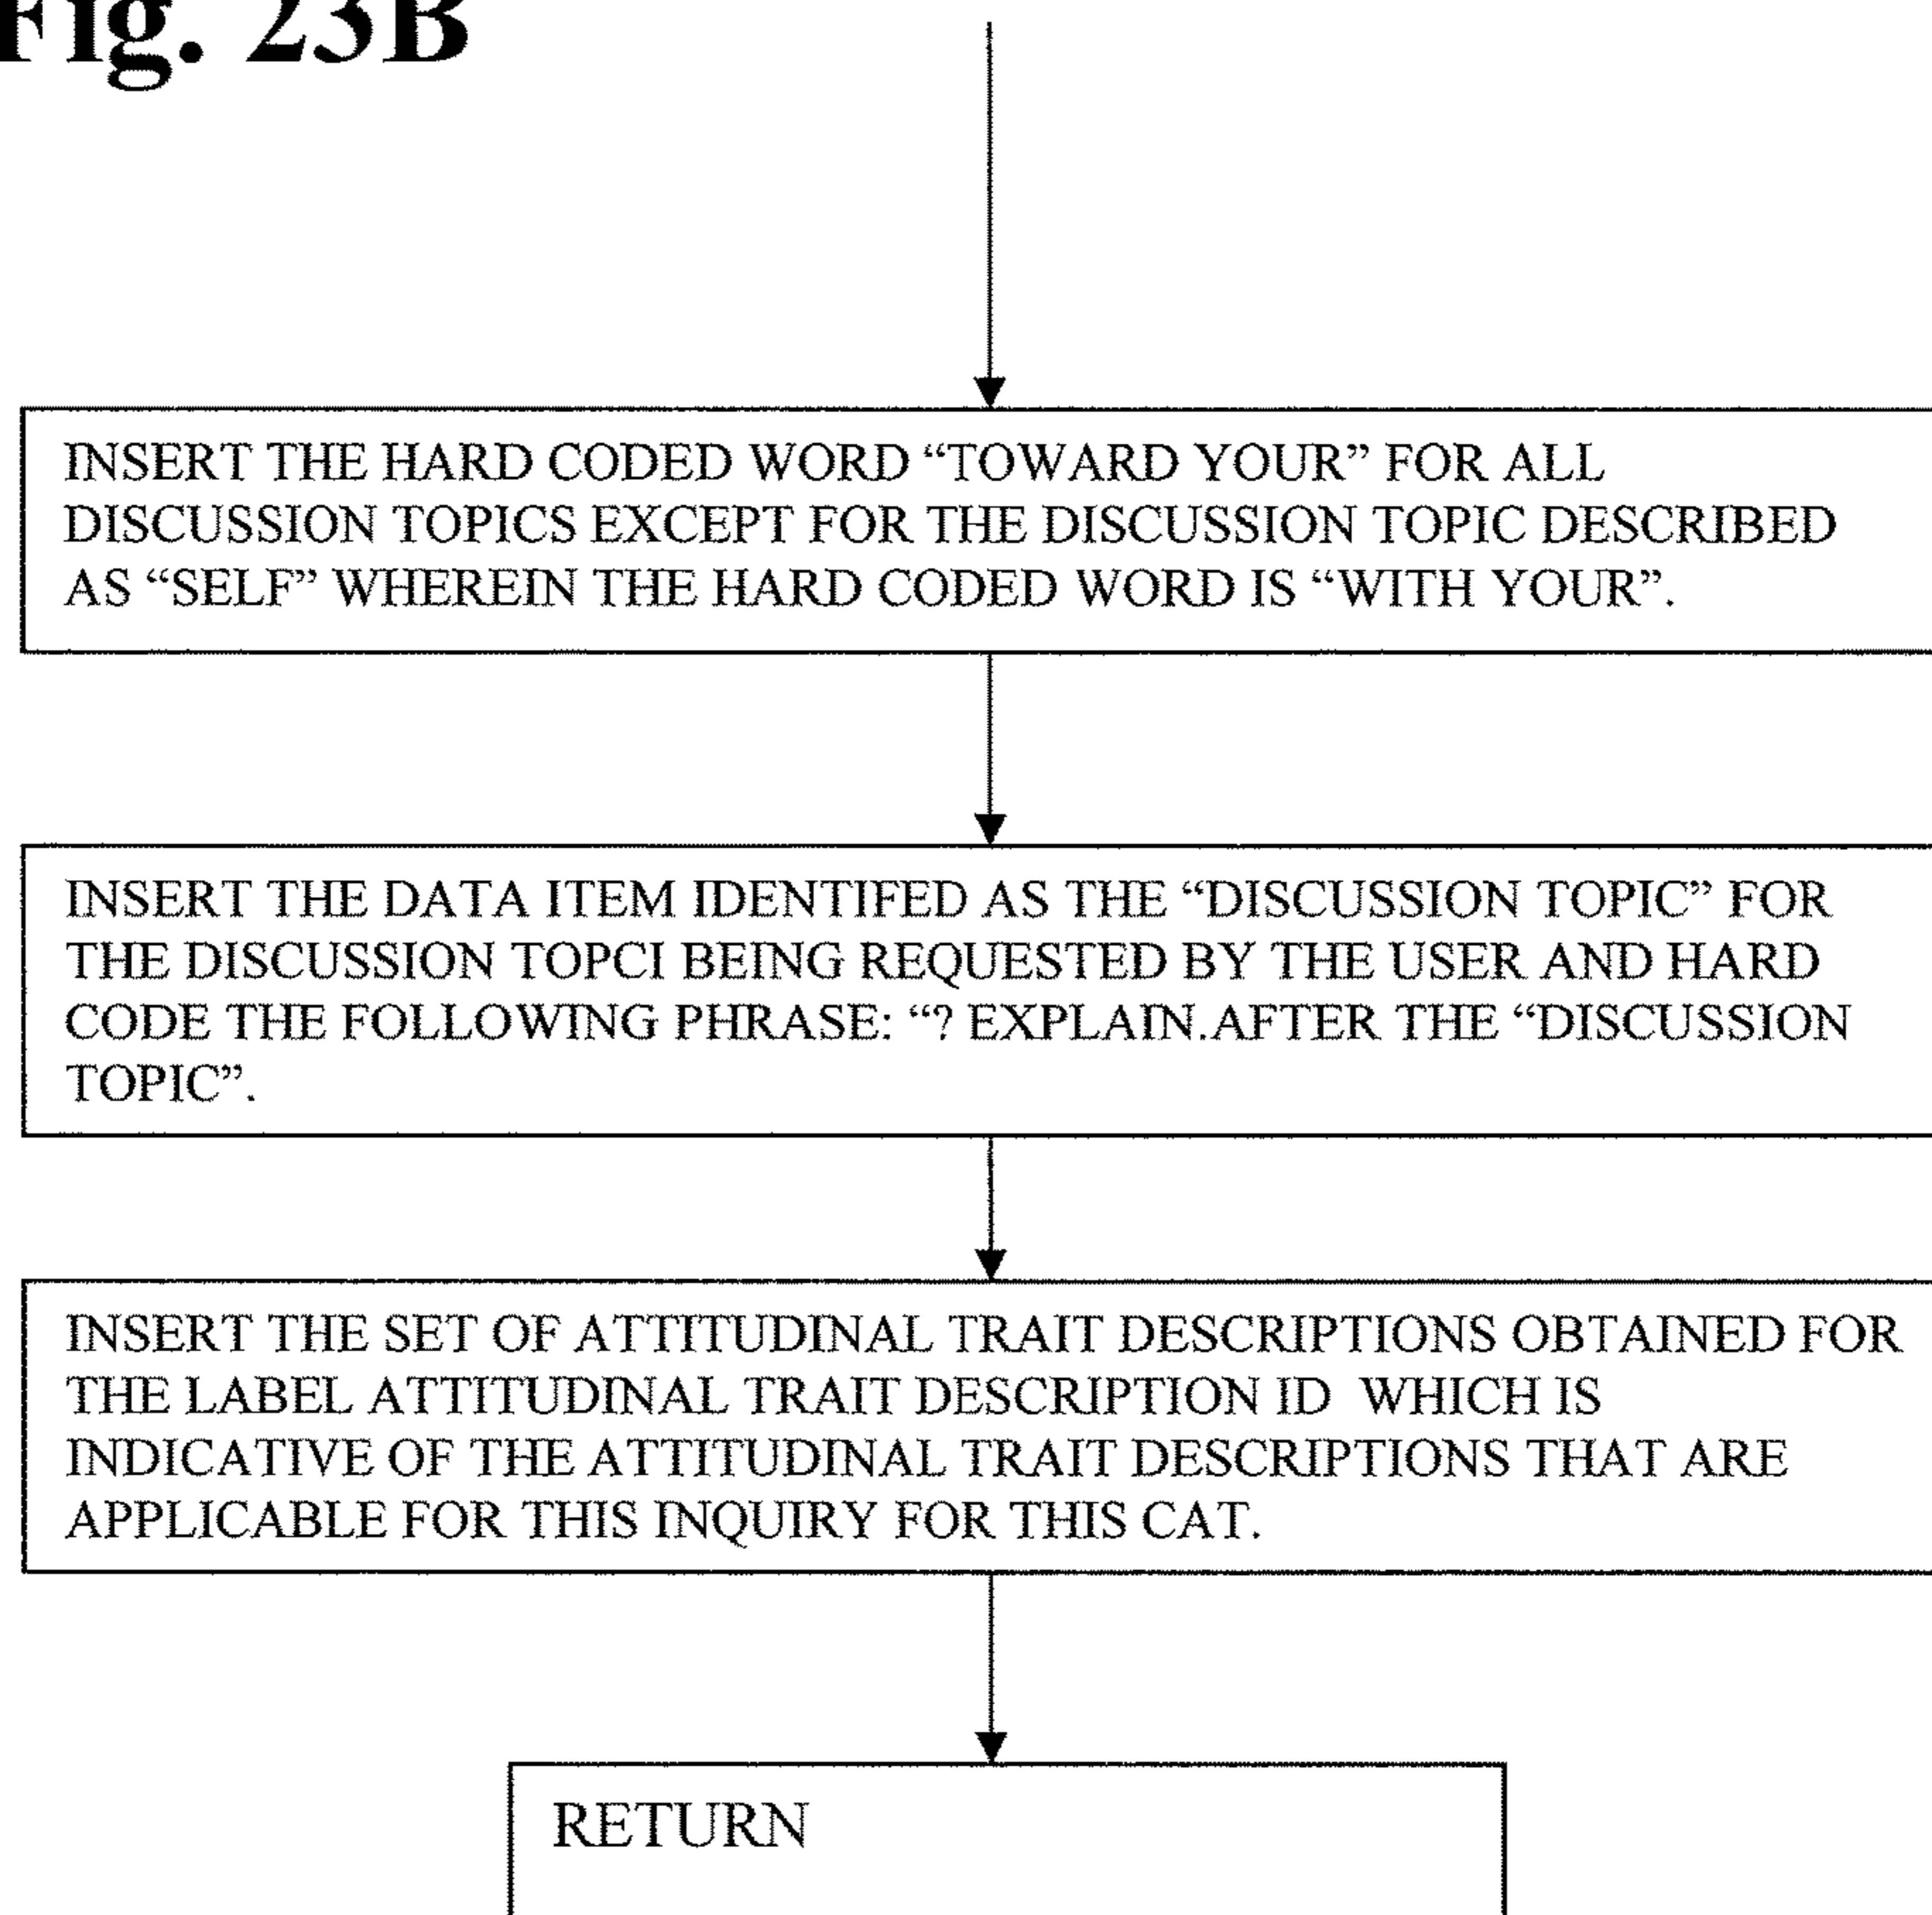 Fig. 23B
INSERT THE HARD CODED WORD “TOWARD YOUR” FOR ALL
DISCUSSION TOPICS EXCEPT FOR THE DISCUSSION TOPIC DESCRIBED
AS “SELF” WHEREIN THE HARD CODED WORD IS “WITH YOUR”.
INSERT THE DATA ITEM IDENTIFED AS THE “DISCUSSION TOPIC” FOR
THE DISCUSSION TOPCI BEING REQUESTED BY THE USER AND HARD
CODE THE FOLLOWING PHRASE: “? EXPLAIN.AFTER THE “DISCUSSION
TOPIC”.
INSERT THE SET OF ATTITUDINAL TRAIT DESCRIPTIONS OBTAINED FOR
THE LABEL ATTITUDINAL TRAIT DESCRIPTION ID WHICH IS
INDICATIVE OF THE ATTITUDINAL TRAIT DESCRIPTIONS THAT ARE
APPLICABLE FOR THIS INQUIRY FOR THIS CAT.
RETURN